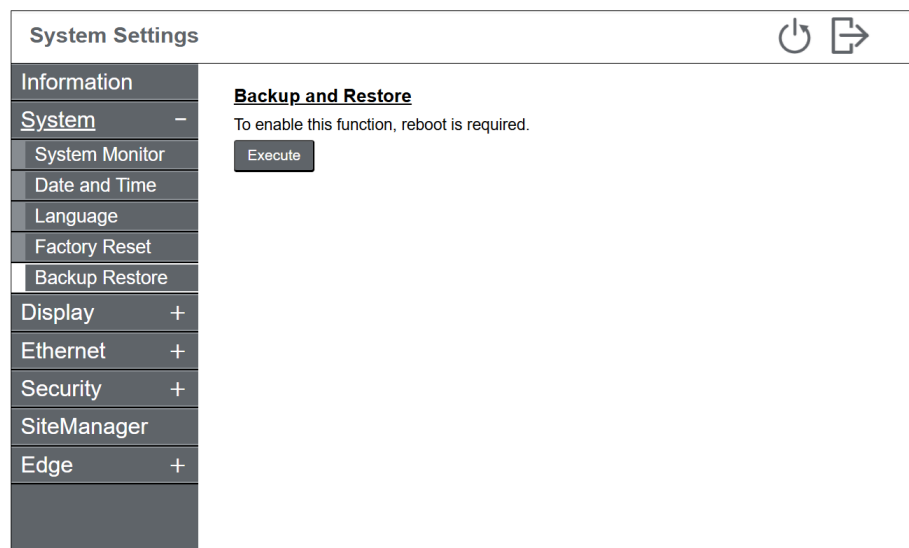 System Settings
Information
System −
System Monitor
Date and Time
Language
Factory Reset
Backup Restore
Display +
Ethernet +
Security +
SiteManager
Edge +
Backup and Restore
To enable this function, reboot is required.
Execute